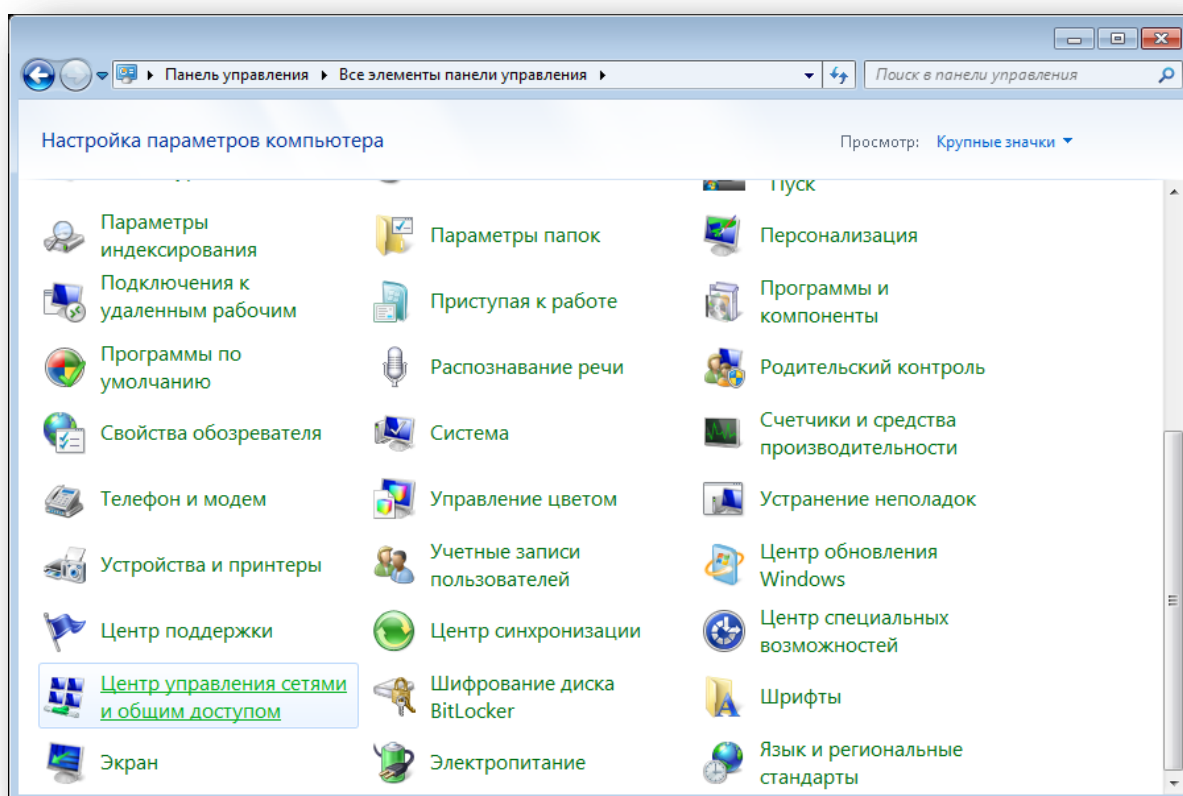 Панель управления
Все элементы панели управления
Поиск в панели управления
Настройка параметров компьютера
Просмотр: Крупные значки
Пуск
Параметры
индексирования
Параметры папок
Персонализация
Подключения к
удаленным рабочим
Приступая к работе
Программы и
компоненты
Программы по
умолчанию
Распознавание речи
Родительский контроль
Свойства обозревателя
Система
Счетчики и средства
производительности
Телефон и модем
Управление цветом
Устранение неполадок
Устройства и принтеры
Учетные записи
пользователей
Центр обновления
Windows
Центр поддержки
Центр синхронизации
Центр специальных
возможностей
Центр управления сетями
и общим доступом
Шифрование диска
BitLocker
Шрифты
Экран
Электропитание
Язык и региональные
стандарты